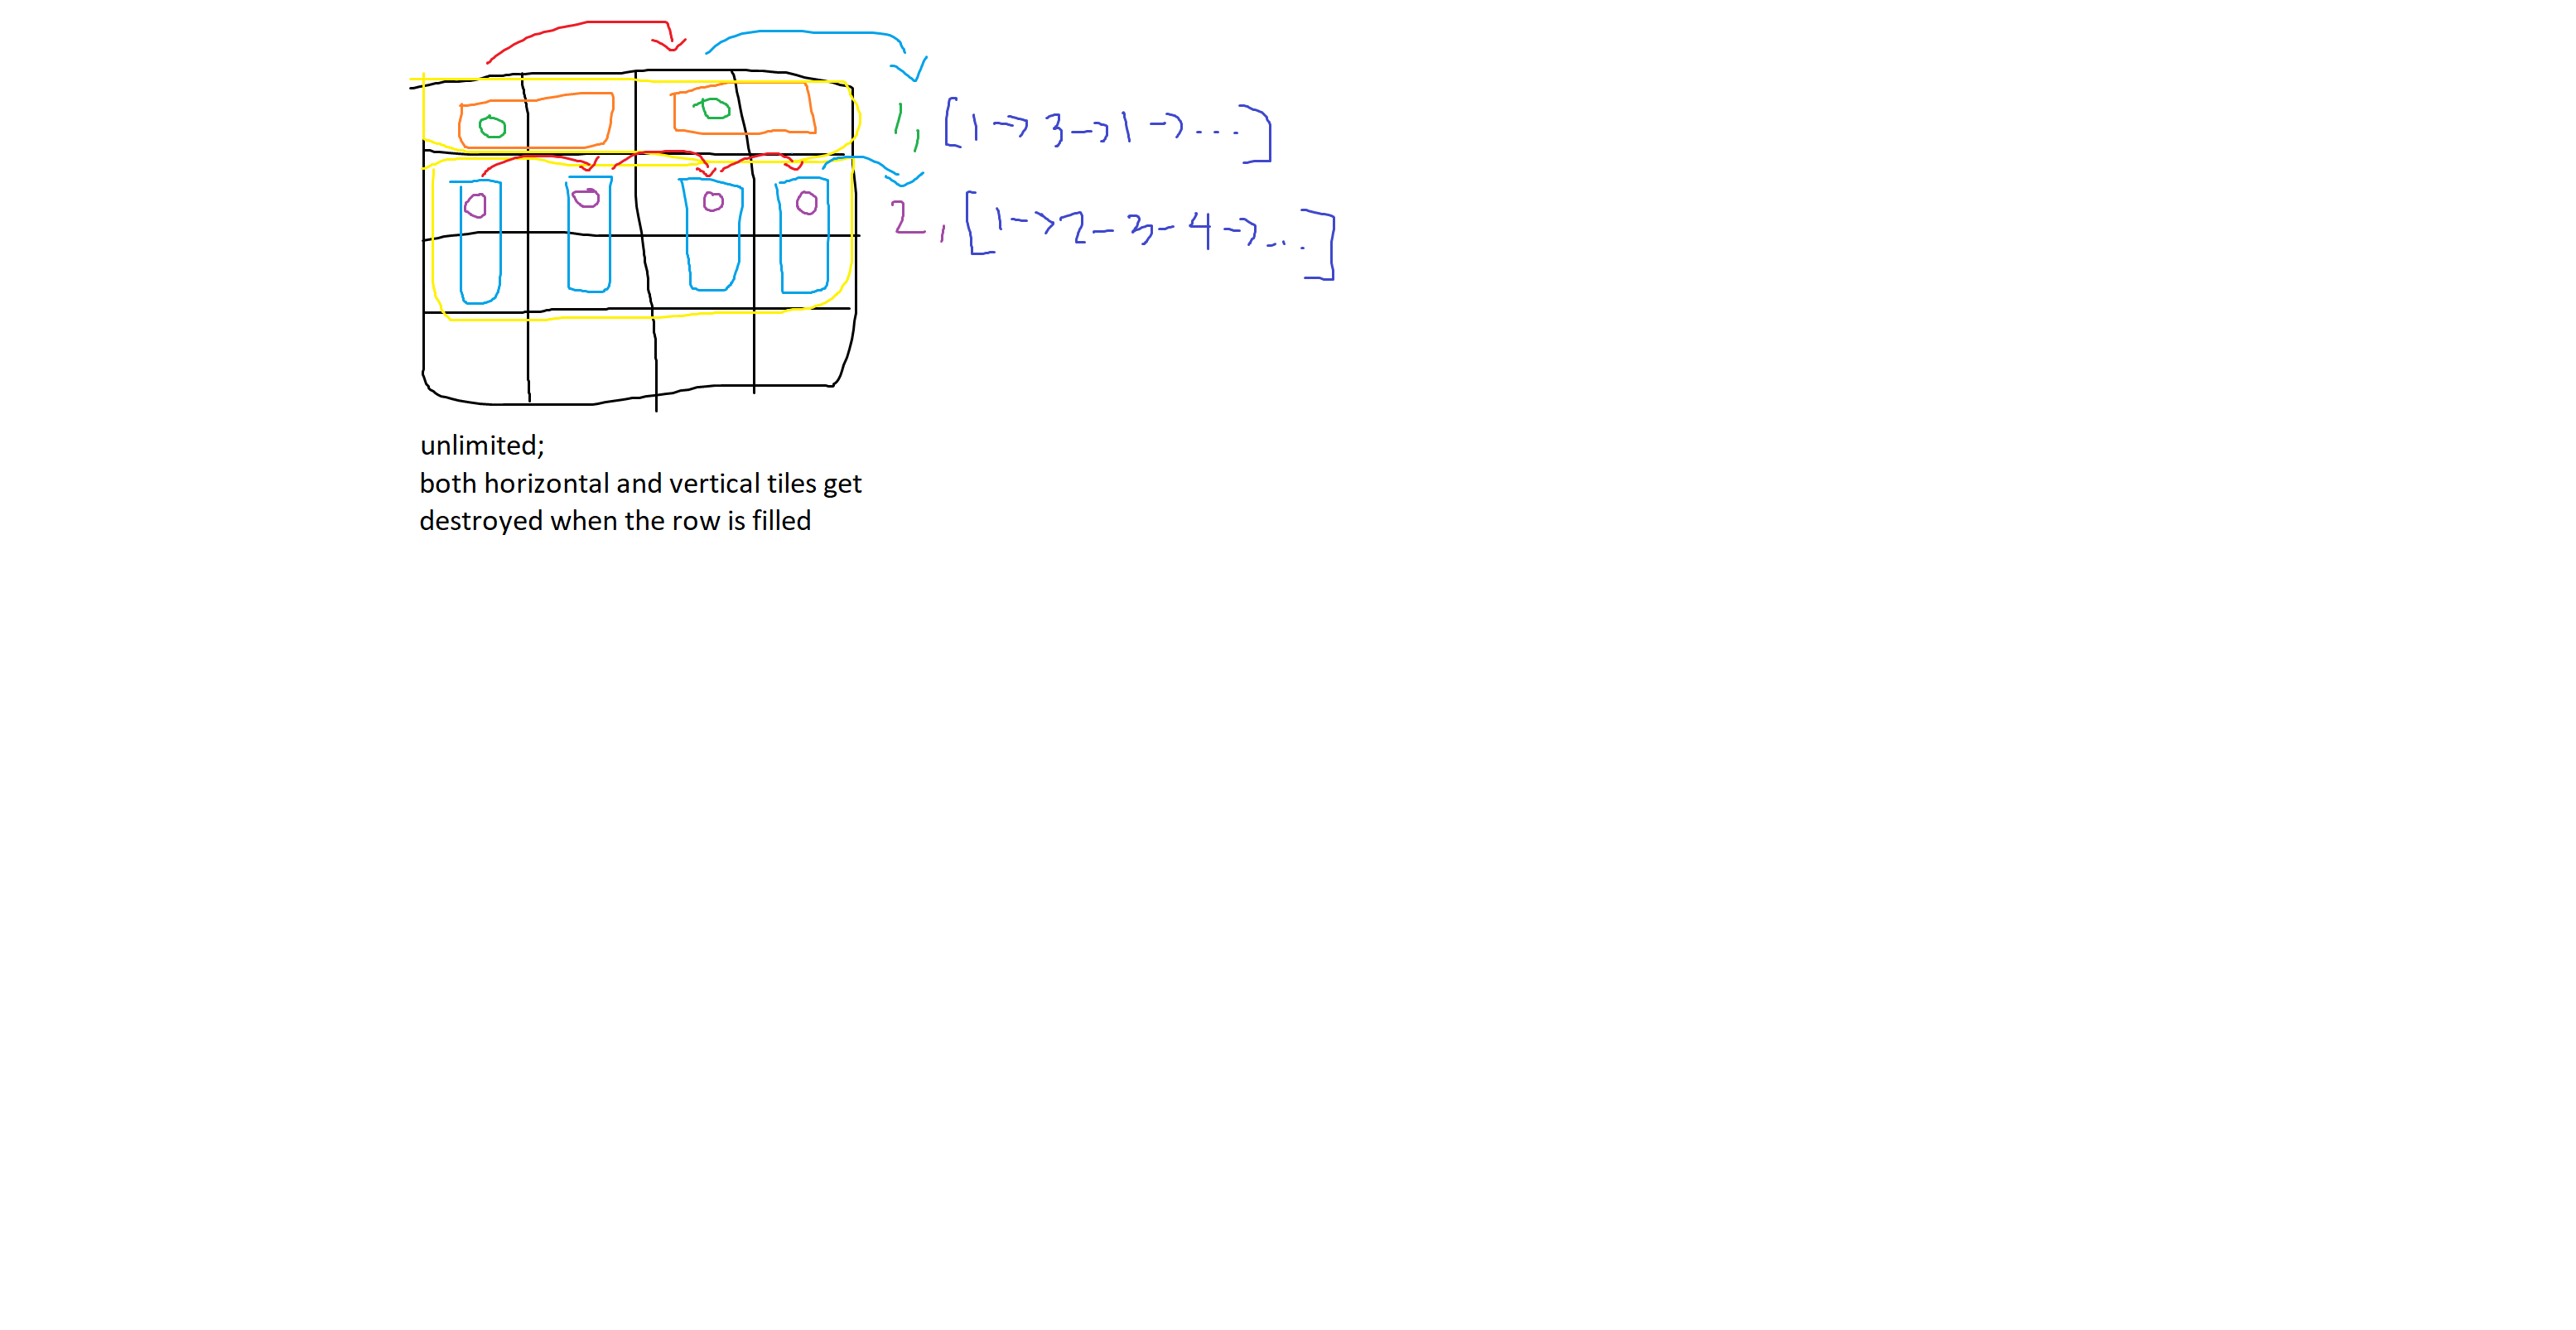 1, [1->3->1->...]
2, [1->2-3-4->...]
unlimited;
both horizontal and vertical tiles get
destroyed when the row is filled